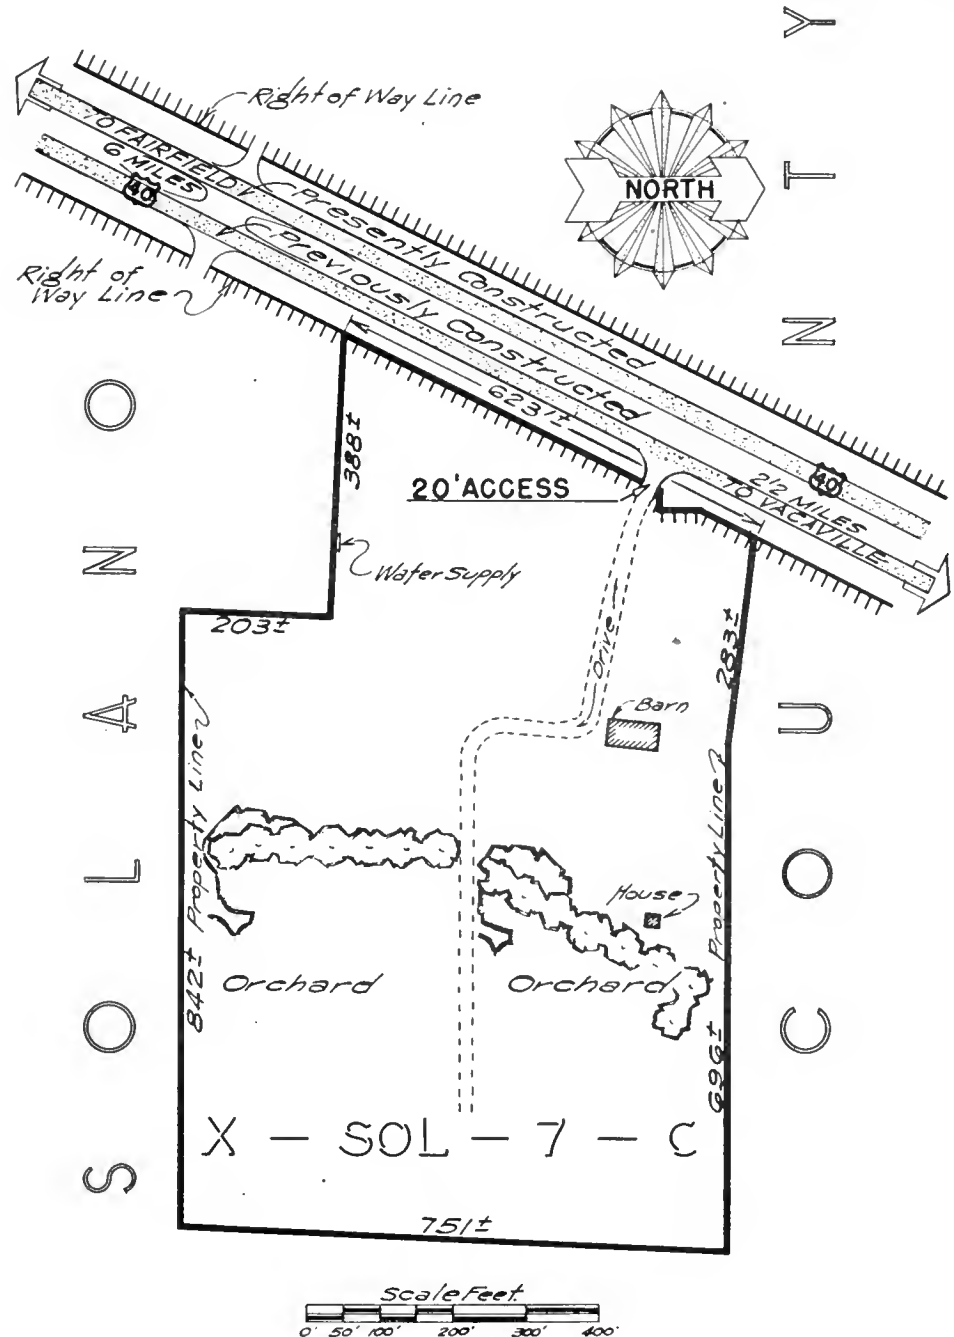 SOLANO
COUNTY
Right of Way Line
TO FAIRFIELD
6 MILES
40
Presently Constructed
Previously Constructed
NORTH
Right of
Way Line
623'±
40
2½ MILES
TO VACAVILLE
388±
20' ACCESS
Water Supply
203±
Drive
283±
Barn
Property Line
Property Line
House
842±
Orchard
Orchard
696±
X - SOL - 7 - C
751±
Scale Feet
0' 50' 100' 200' 300' 400'